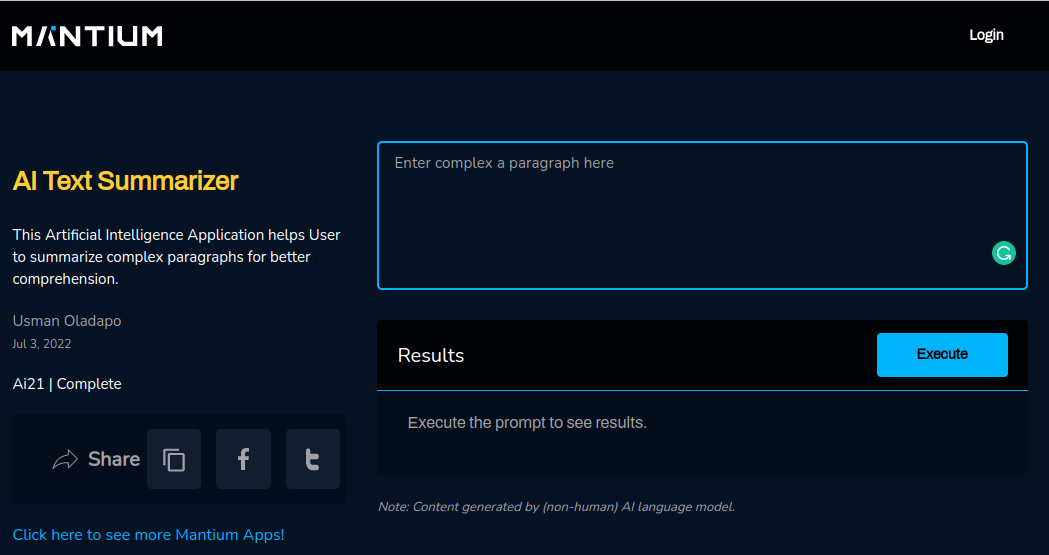 MANTIUM
Login
AI Text Summarizer
This Artificial Intelligence Application helps User
to summarize complex paragraphs for better
comprehension.
Usman Oladapo
Jul 3, 2022
Ai21 | Complete
Share
Click here to see more Mantium Apps!
Enter complex a paragraph here
Results
Execute
Execute the prompt to see results.
Note: Content generated by (non-human) AI language model.